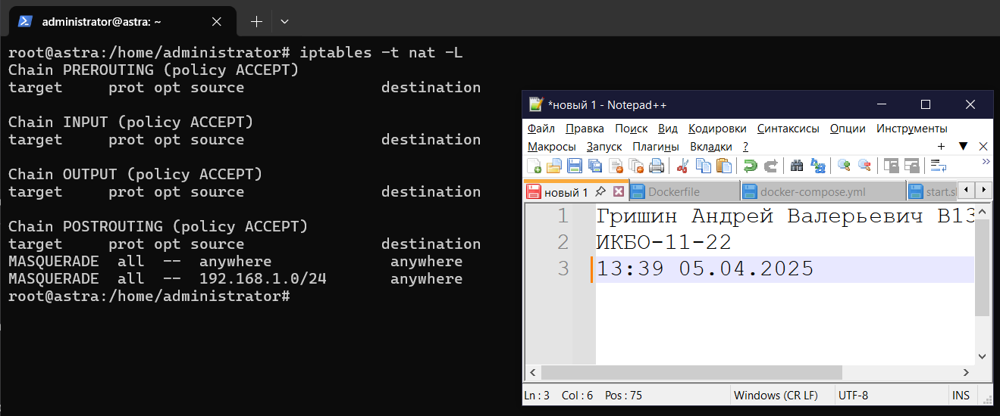 administrator@astra: ~
root@astra:/home/administrator# iptables -t nat -L
Chain PREROUTING (policy ACCEPT)
target     prot opt source               destination
Chain INPUT (policy ACCEPT)
target     prot opt source               destination
Chain OUTPUT (policy ACCEPT)
target     prot opt source               destination
Chain POSTROUTING (policy ACCEPT)
target     prot opt source               destination
MASQUERADE  all  --  anywhere             anywhere
MASQUERADE  all  --  192.168.1.0/24       anywhere
root@astra:/home/administrator#
*новый 1 - Notepad++
Файл Правка Поиск Вид Кодировки Синтаксисы Опции Инструменты
Макросы Запуск Плагины Вкладки ?
новый 1 Dockerfile docker-compose.yml start.s
1 Гришин Андрей Валерьевич В13
2 ИКБО-11-22
3 13:39 05.04.2025
Ln : 3 Col : 6 Pos : 75 Windows (CR LF) UTF-8 INS